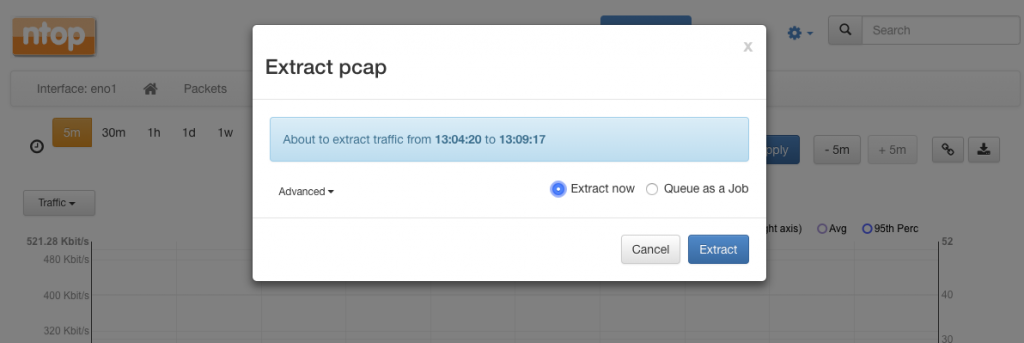 ntop
Search
x
Extract pcap
Interface: eno1 Packets
5m 30m 1h 1d 1w
About to extract traffic from 13:04:20 to 13:09:17
- 5m + 5m
Advanced Extract now Queue as a Job
Traffic
axis) Avg 95th Perc
Cancel Extract
521.28 Kbit/s 52
480 Kbit/s
400 Kbit/s 40
320 Kbit/s 30